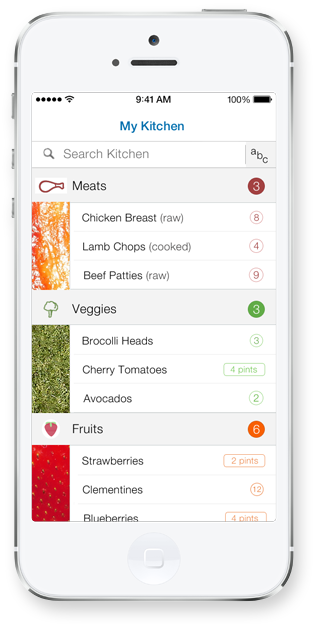 9:41 AM 100%
My Kitchen
Search Kitchen abc
Meats 3
Chicken Breast (raw) 8
Lamb Chops (cooked) 4
Beef Patties (raw) 9
Veggies 3
Brocolli Heads 3
Cherry Tomatoes 4 pints
Avocados 2
Fruits 6
Strawberries 2 pints
Clementines 12
Blueberries 4 pints